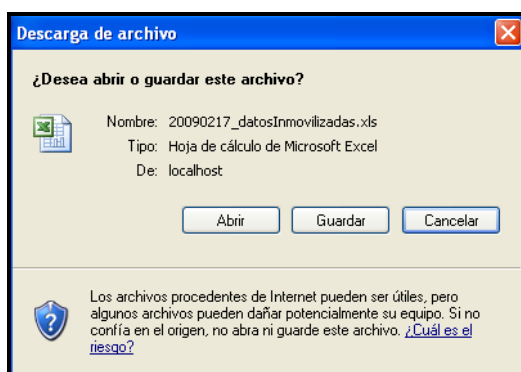 Descarga de archivo
¿Desea abrir o guardar este archivo?
Nombre: 20090217_datosInmovilizadas.xls
Tipo: Hoja de cálculo de Microsoft Excel
De: localhost
Abrir Guardar Cancelar
Los archivos procedentes de Internet pueden ser útiles, pero
algunos archivos pueden dañar potencialmente su equipo. Si no
confía en el origen, no abra ni guarde este archivo. ¿Cuál es el
riesgo?